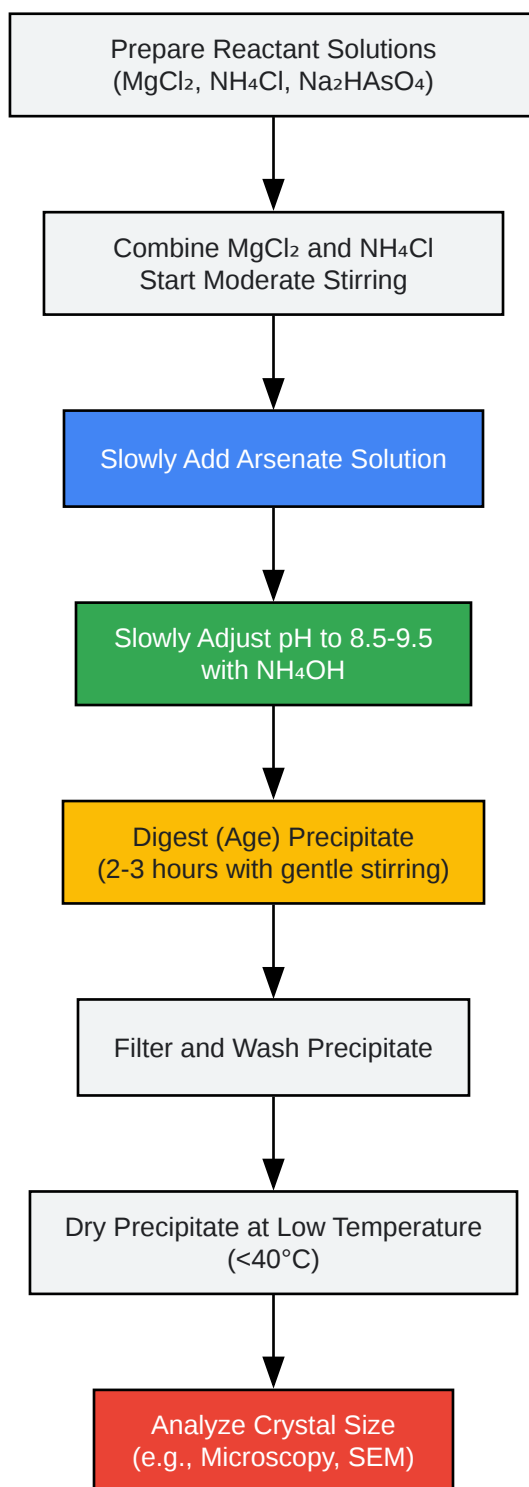 Prepare Reactant Solutions
(MgCl₂, NH₄Cl, Na₂HAsO₄)
Combine MgCl₂ and NH₄Cl
Start Moderate Stirring
Slowly Add Arsenate Solution
Slowly Adjust pH to 8.5-9.5
with NH₄OH
Digest (Age) Precipitate
(2-3 hours with gentle stirring)
Filter and Wash Precipitate
Dry Precipitate at Low Temperature
(<40°C)
Analyze Crystal Size
(e.g., Microscopy, SEM)